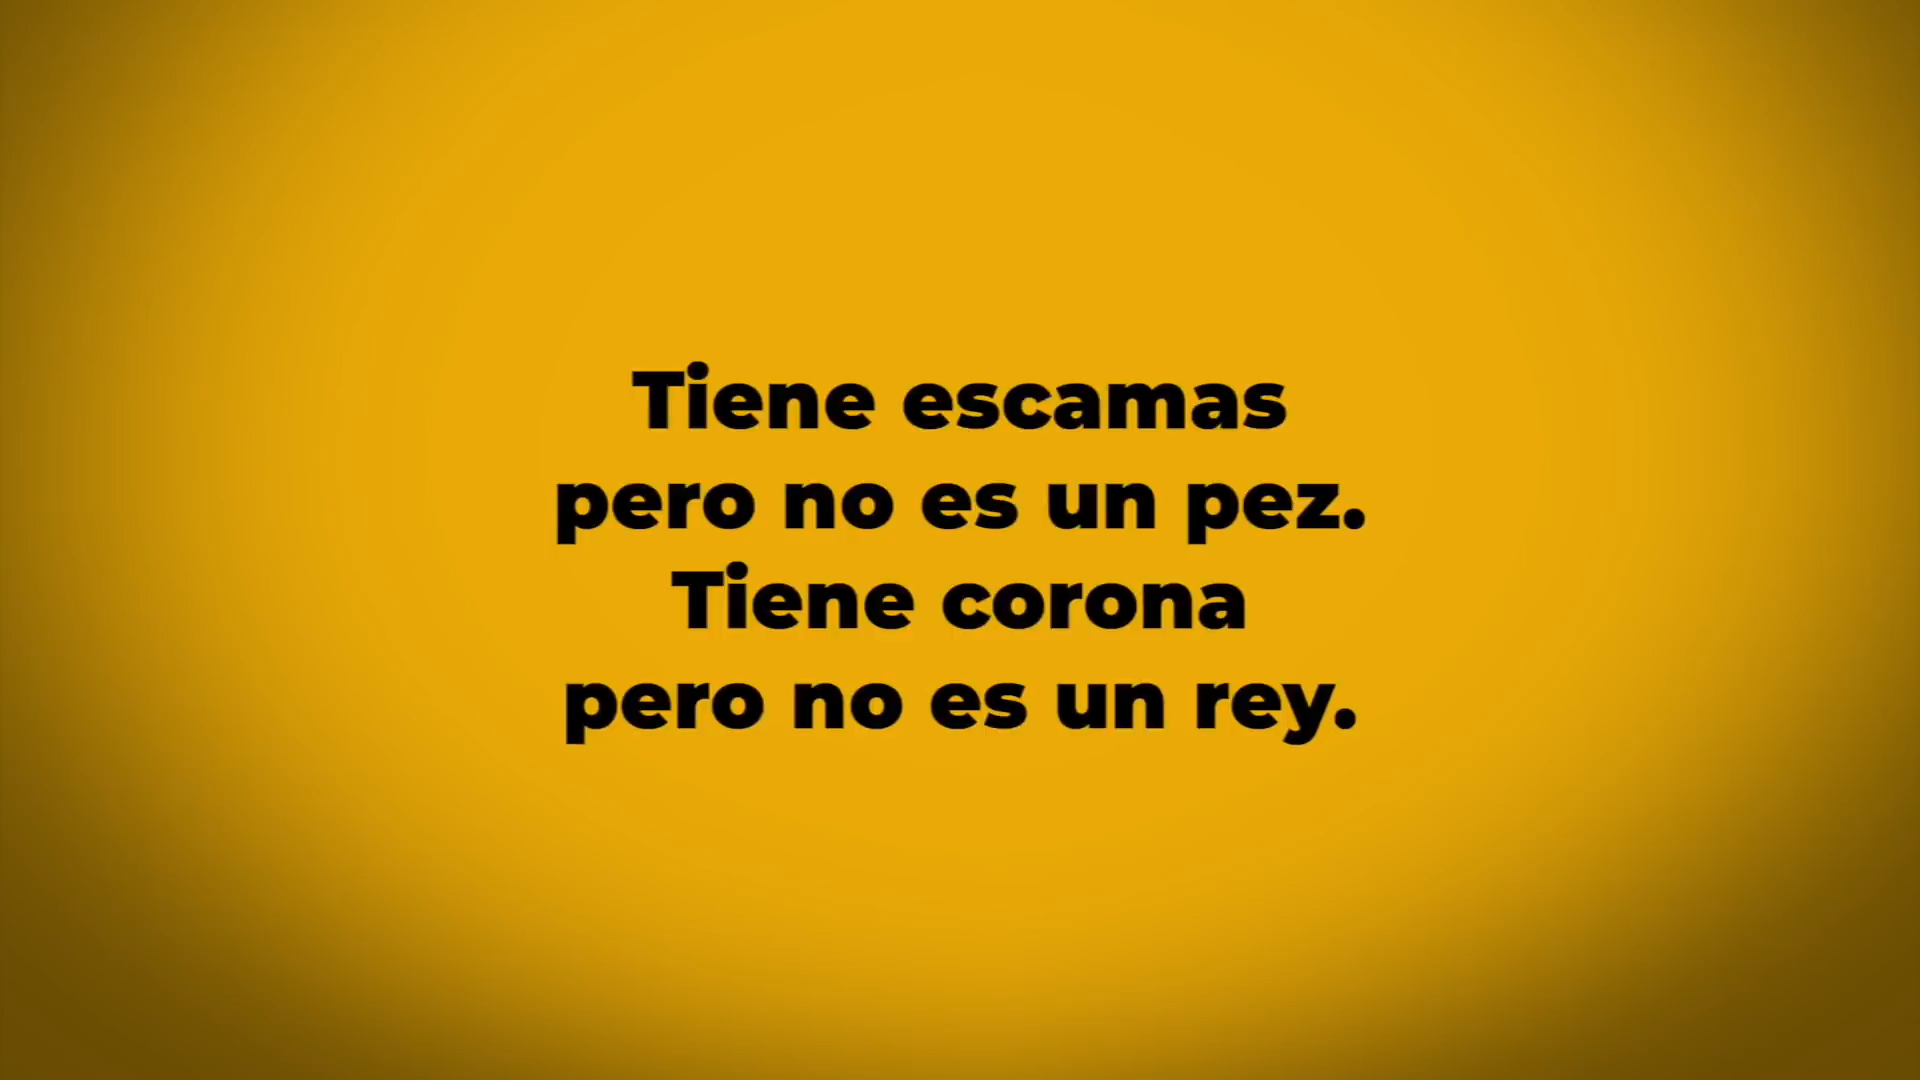 Tiene escamas
pero no es un pez.
Tiene corona
pero no es un rey.